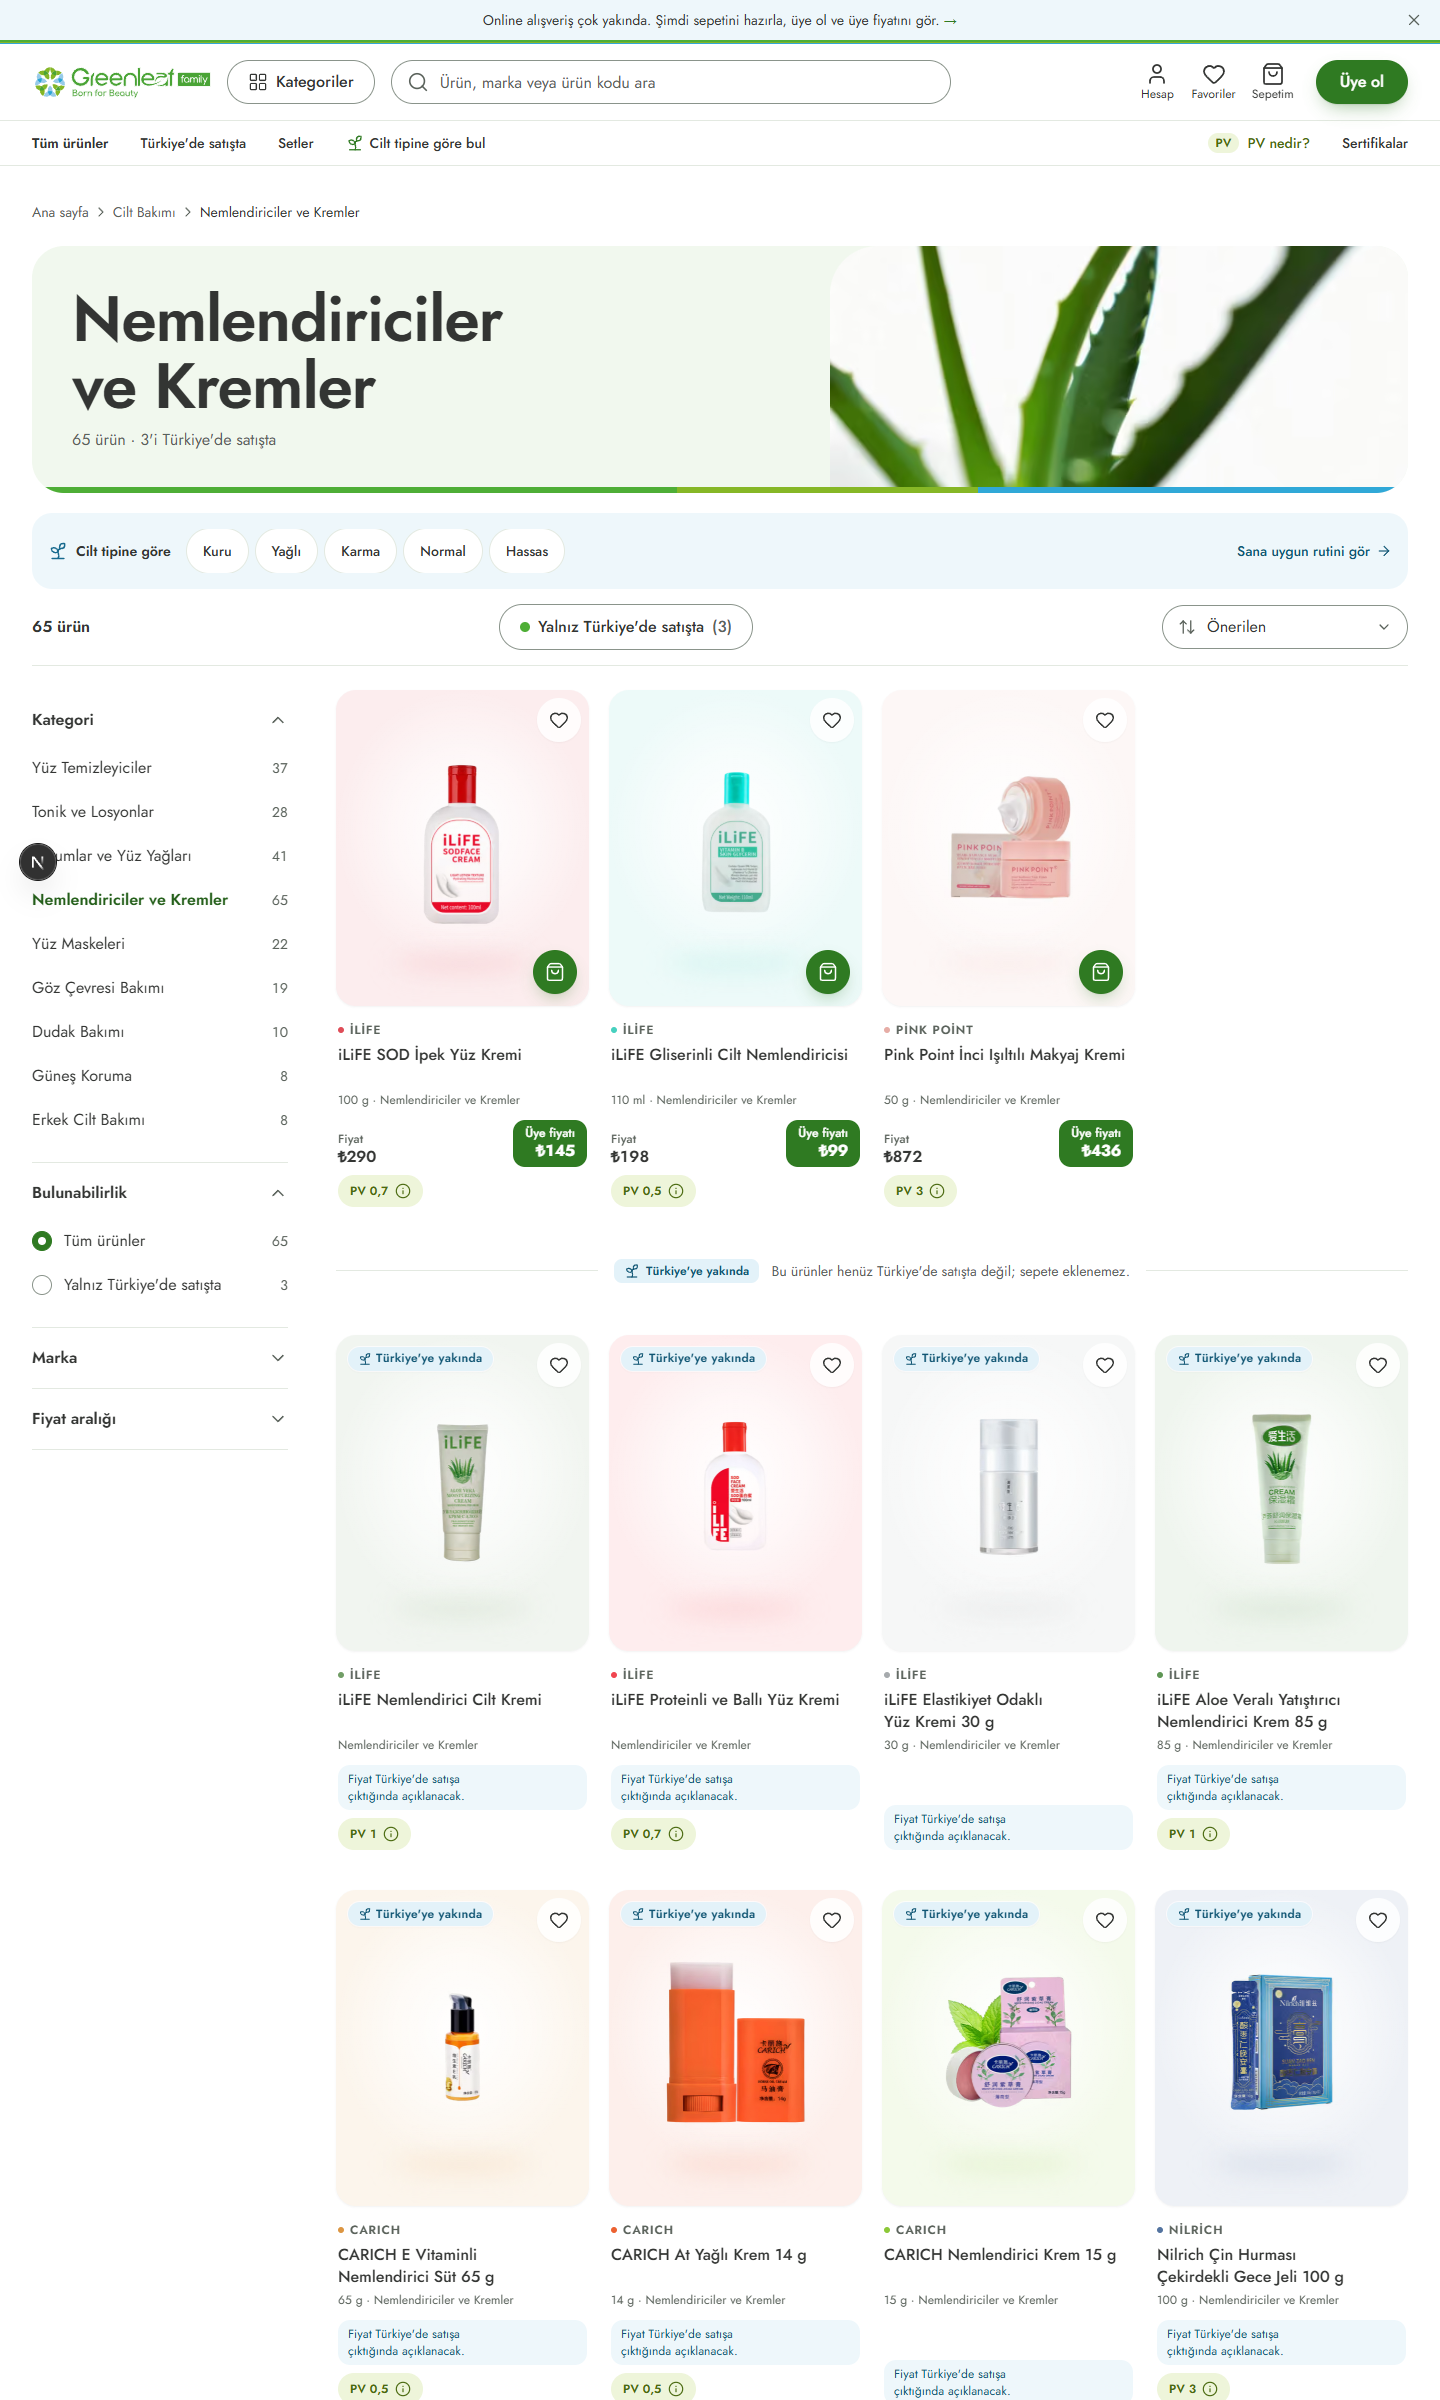 Online alışveriş çok yakında. Şimdi sepetini hazırla, üye ol ve üye fiyatını gör. →
Greenleaf family
Born for Beauty
Kategoriler
Ürün, marka veya ürün kodu ara
Hesap
Favoriler
Sepetim
Üye ol
Tüm ürünler
Türkiye'de satışta
Setler
Cilt tipine göre bul
PV PV nedir?
Sertifikalar
Ana sayfa > Cilt Bakımı > Nemlendiriciler ve Kremler
Nemlendiriciler
ve Kremler
65 ürün · 3'i Türkiye'de satışta
Cilt tipine göre
Kuru
Yağlı
Karma
Normal
Hassas
Sana uygun rutini gör →
65 ürün
Yalnız Türkiye'de satışta (3)
Önerilen
Kategori
Yüz Temizleyiciler 37
Tonik ve Losyonlar 28
umlar ve Yüz Yağları 41
Nemlendiriciler ve Kremler 65
Yüz Maskeleri 22
Göz Çevresi Bakımı 19
Dudak Bakımı 10
Güneş Koruma 8
Erkek Cilt Bakımı 8
Bulunabilirlik
Tüm ürünler 65
Yalnız Türkiye'de satışta 3
Marka
Fiyat aralığı
N
iLiFE
SODFACE
CREAM
iLiFE
PINK POINT
İLİFE
iLiFE SOD İpek Yüz Kremi
100 g · Nemlendiriciler ve Kremler
Fiyat
₺290
Üye fiyatı
₺145
PV 0,7
İLİFE
iLiFE Gliserinli Cilt Nemlendiricisi
110 ml · Nemlendiriciler ve Kremler
Fiyat
₺198
Üye fiyatı
₺99
PV 0,5
PİNK POİNT
Pink Point İnci Işıltılı Makyaj Kremi
50 g · Nemlendiriciler ve Kremler
Fiyat
₺872
Üye fiyatı
₺436
PV 3
Türkiye'ye yakında
Bu ürünler henüz Türkiye'de satışta değil; sepete eklenemez.
Türkiye'ye yakında
iLiFE
İLİFE
iLiFE Nemlendirici Cilt Kremi
Nemlendiriciler ve Kremler
Fiyat Türkiye'de satışa
çıktığında açıklanacak.
PV 1
Türkiye'ye yakında
iLiFE
İLİFE
iLiFE Proteinli ve Ballı Yüz Kremi
Nemlendiriciler ve Kremler
Fiyat Türkiye'de satışa
çıktığında açıklanacak.
PV 0,7
Türkiye'ye yakında
İLİFE
iLiFE Elastikiyet Odaklı
Yüz Kremi 30 g
30 g · Nemlendiriciler ve Kremler
Fiyat Türkiye'de satışa
çıktığında açıklanacak.
Türkiye'ye yakında
爱生活
CREAM
İLİFE
iLiFE Aloe Veralı Yatıştırıcı
Nemlendirici Krem 85 g
85 g · Nemlendiriciler ve Kremler
Fiyat Türkiye'de satışa
çıktığında açıklanacak.
PV 1
Türkiye'ye yakında
CARICH
CARICH E Vitaminli
Nemlendirici Süt 65 g
65 g · Nemlendiriciler ve Kremler
Fiyat Türkiye'de satışa
çıktığında açıklanacak.
PV 0,5
Türkiye'ye yakında
CARICH
马油膏
CARICH
CARICH At Yağlı Krem 14 g
14 g · Nemlendiriciler ve Kremler
Fiyat Türkiye'de satışa
çıktığında açıklanacak.
PV 0,5
Türkiye'ye yakında
CARICH
CARICH
CARICH Nemlendirici Krem 15 g
15 g · Nemlendiriciler ve Kremler
Fiyat Türkiye'de satışa
çıktığında açıklanacak.
Türkiye'ye yakında
Nilrich
NİLRİCH
Nilrich Çin Hurması
Çekirdekli Gece Jeli 100 g
100 g · Nemlendiriciler ve Kremler
Fiyat Türkiye'de satışa
çıktığında açıklanacak.
PV 3